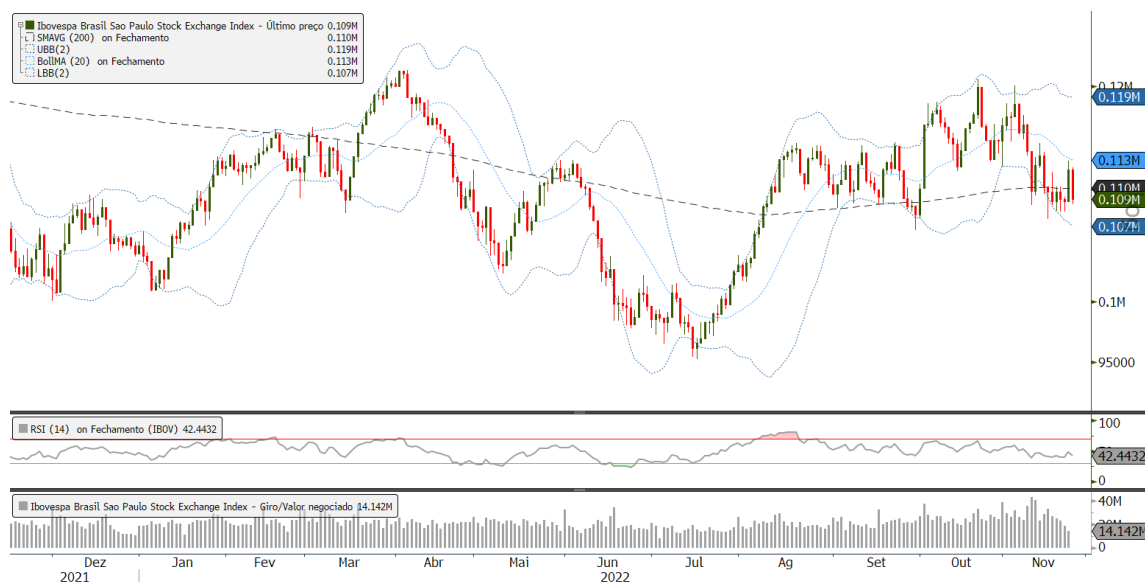 Ibovespa Brasil Sao Paulo Stock Exchange Index - Último preço 0.109M
SMAVG (200) on Fechamento 0.110M
UBB(2) 0.119M
BollMA (20) on Fechamento 0.113M
LBB(2) 0.107M
0.12M
0.119M
0.113M
0.110M
0.109M
0.107M
0.1M
95000
RSI (14) on Fechamento (IBOV) 42.4432
100
42.4432
0
Ibovespa Brasil Sao Paulo Stock Exchange Index - Giro/Valor negociado 14.142M
40M
14.142M
0
Dez Jan Fev Abr Mai Jun Jul Ag Set Out Nov
2021 2022